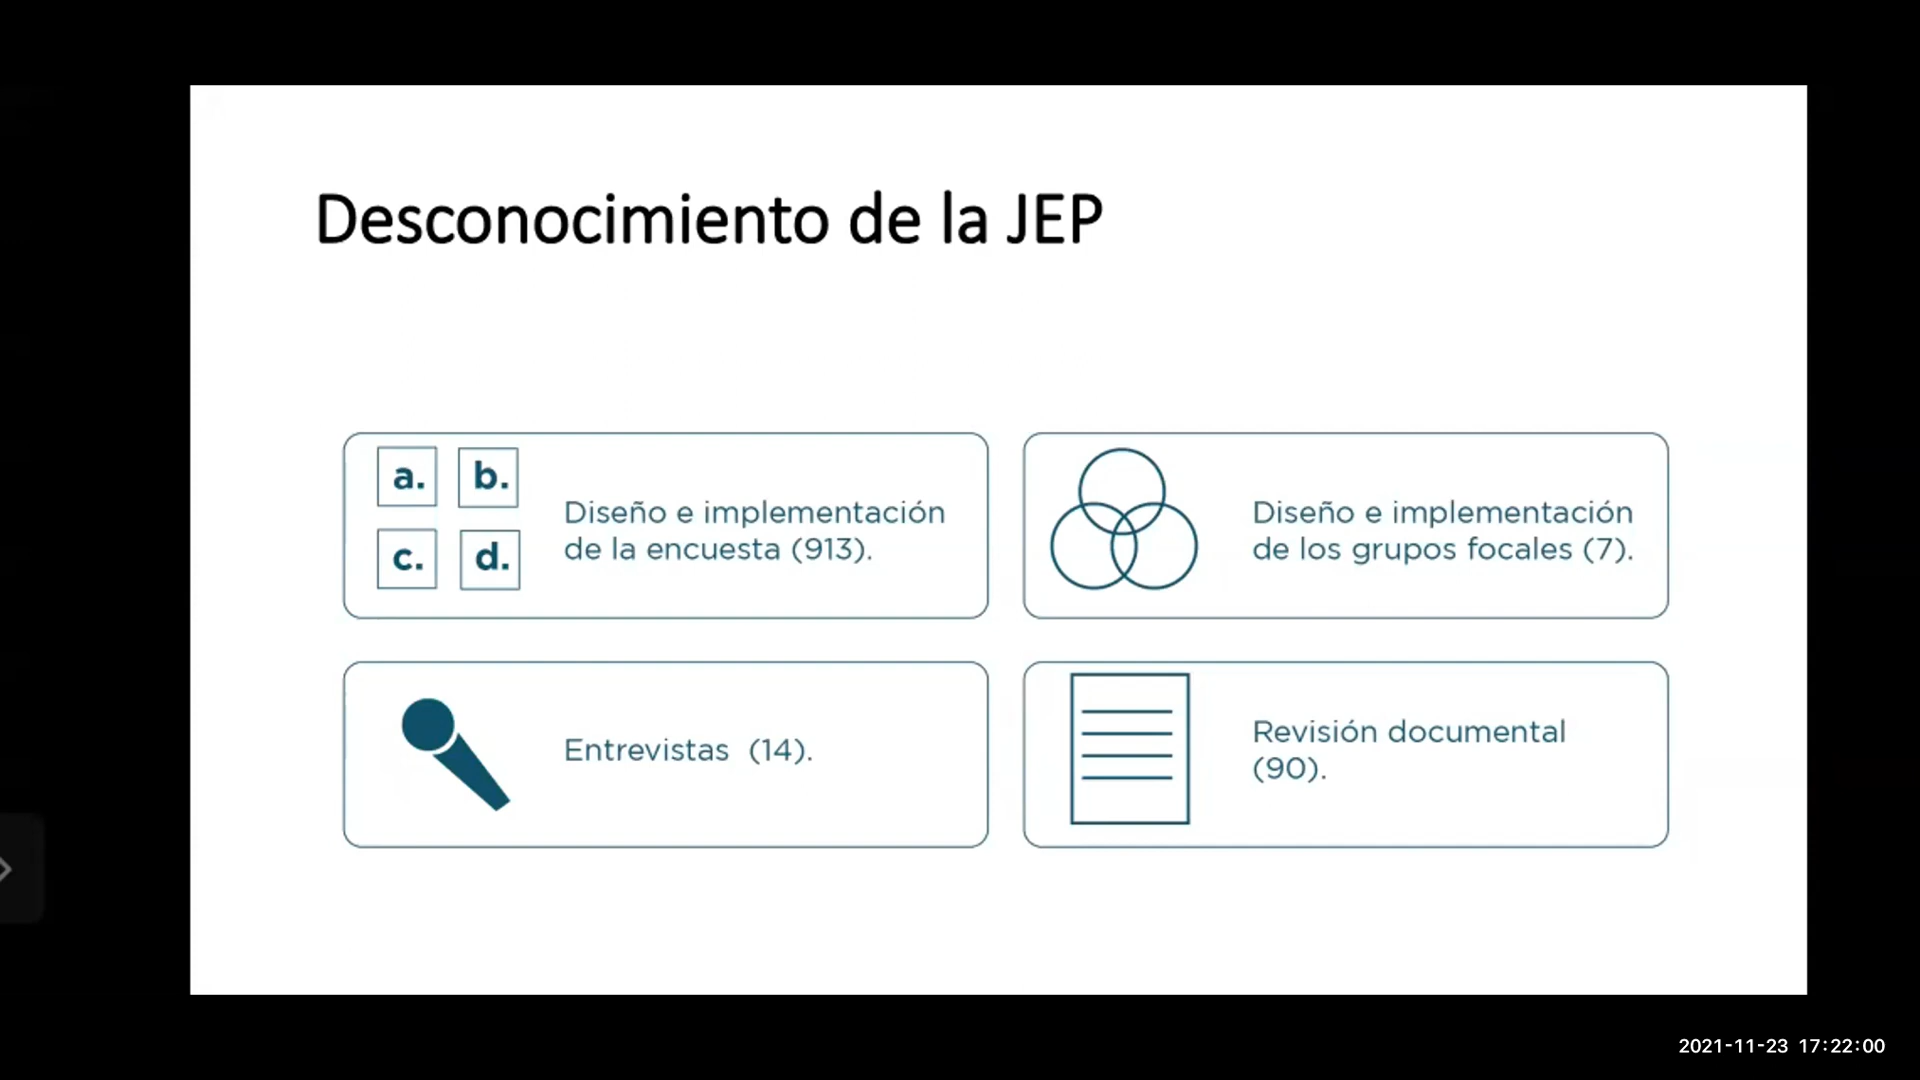 Desconocimiento de la JEP
a.
b.
c.
d.
Diseño e implementación
de la encuesta (913).
Diseño e implementación
de los grupos focales (7).
Entrevistas (14).
Revisión documental
(90).
2021-11-23 17:22:00